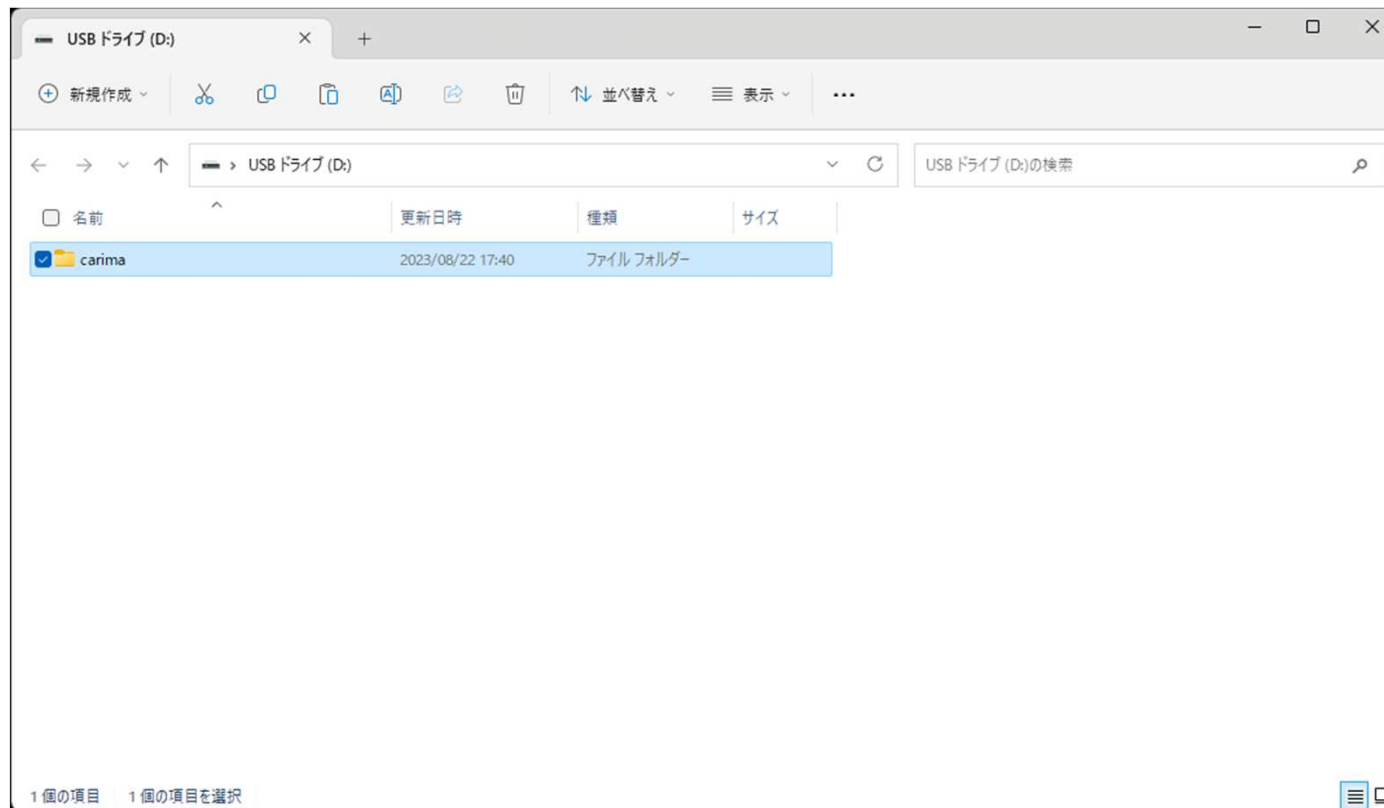 USB ドライブ (D:)
新規作成 並べ替え 表示
USB ドライブ (D:) USB ドライブ (D:)の検索
名前 更新日時 種類 サイズ
carima 2023/08/22 17:40 ファイル フォルダー
1 個の項目 1 個の項目を選択